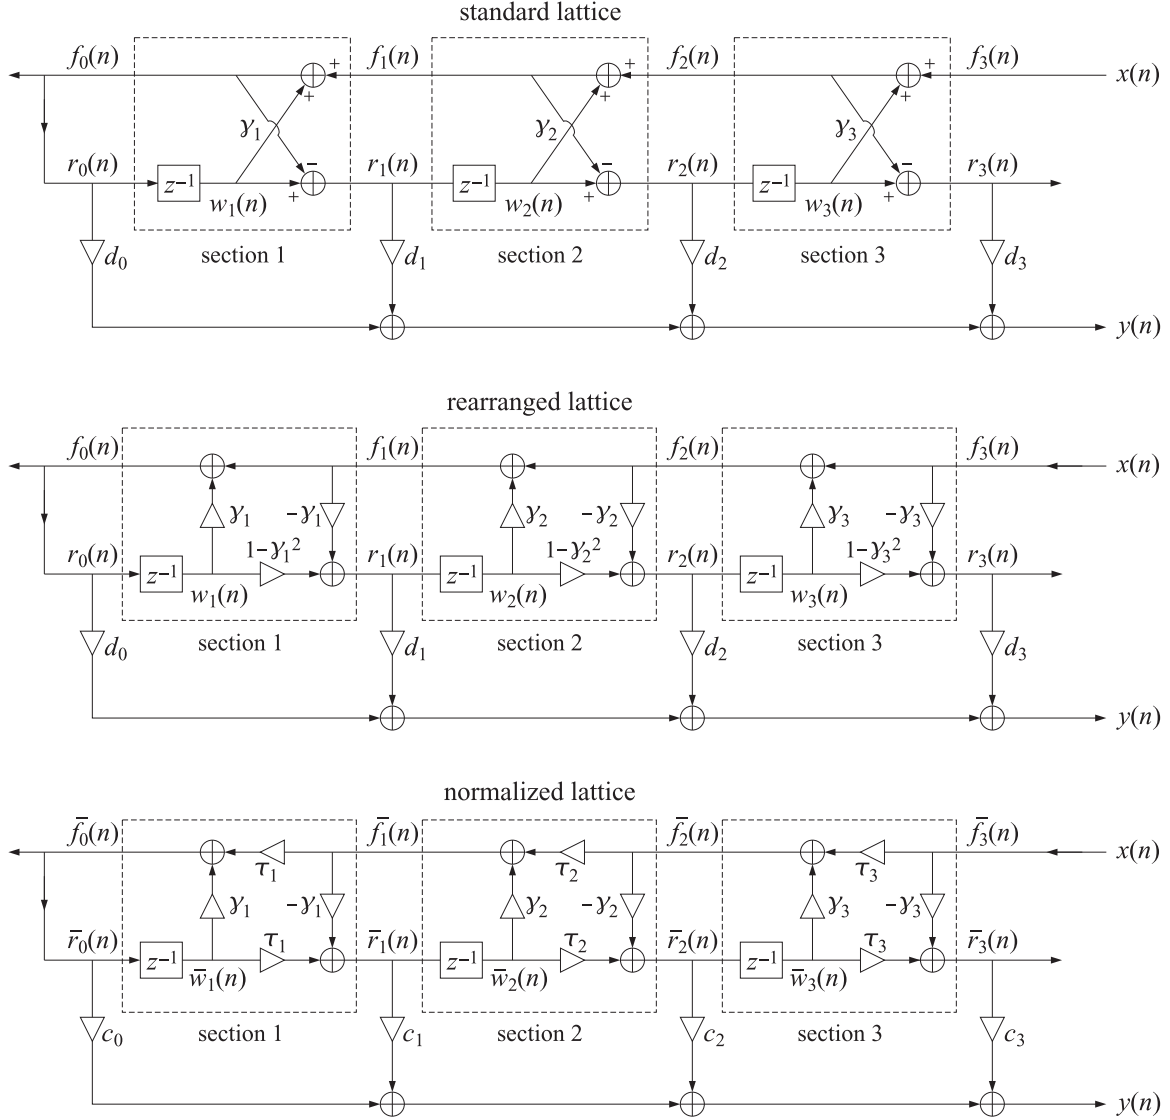 standard lattice
f₀(n) f₁(n) f₂(n) f₃(n) x(n)
+ + +
+ + +
γ₁ γ₂ γ₃
− − −
r₀(n) z⁻¹ r₁(n) z⁻¹ r₂(n) z⁻¹ r₃(n)
w₁(n) + w₂(n) + w₃(n) +
d₀ section 1 d₁ section 2 d₂ section 3 d₃
y(n)
rearranged lattice
f₀(n) f₁(n) f₂(n) f₃(n) x(n)
γ₁ −γ₁ γ₂ −γ₂ γ₃ −γ₃
1−γ₁² 1−γ₂² 1−γ₃²
r₀(n) z⁻¹ r₁(n) z⁻¹ r₂(n) z⁻¹ r₃(n)
w₁(n) w₂(n) w₃(n)
d₀ section 1 d₁ section 2 d₂ section 3 d₃
y(n)
normalized lattice
f̄₀(n) f̄₁(n) f̄₂(n) f̄₃(n) x(n)
τ₁ τ₂ τ₃
γ₁ −γ₁ γ₂ −γ₂ γ₃ −γ₃
r̄₀(n) τ₁ r̄₁(n) τ₂ r̄₂(n) τ₃ r̄₃(n)
z⁻¹ z⁻¹ z⁻¹
w̄₁(n) w̄₂(n) w̄₃(n)
c₀ section 1 c₁ section 2 c₂ section 3 c₃
y(n)